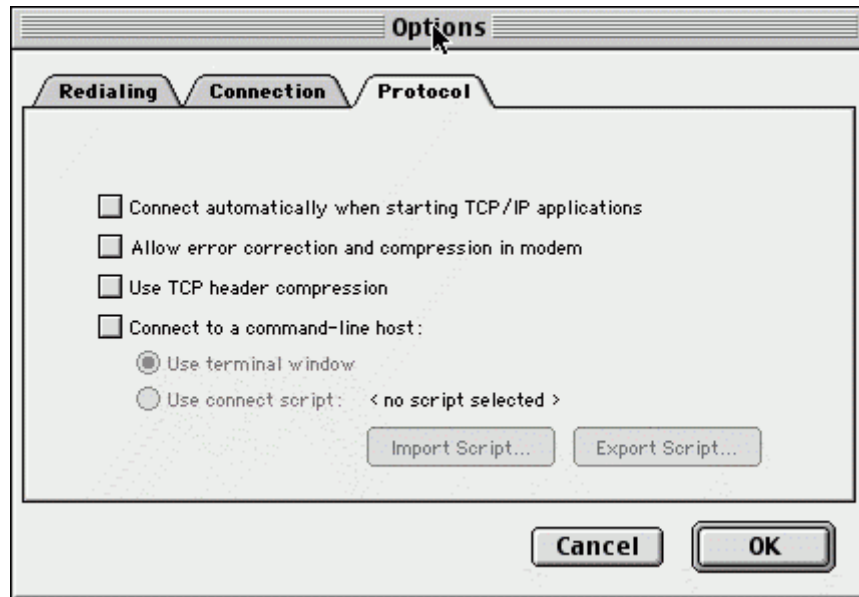 Options
Redialing Connection Protocol
Connect automatically when starting TCP/IP applications
Allow error correction and compression in modem
Use TCP header compression
Connect to a command-line host:
Use terminal window
Use connect script: < no script selected >
Import Script... Export Script...
Cancel OK